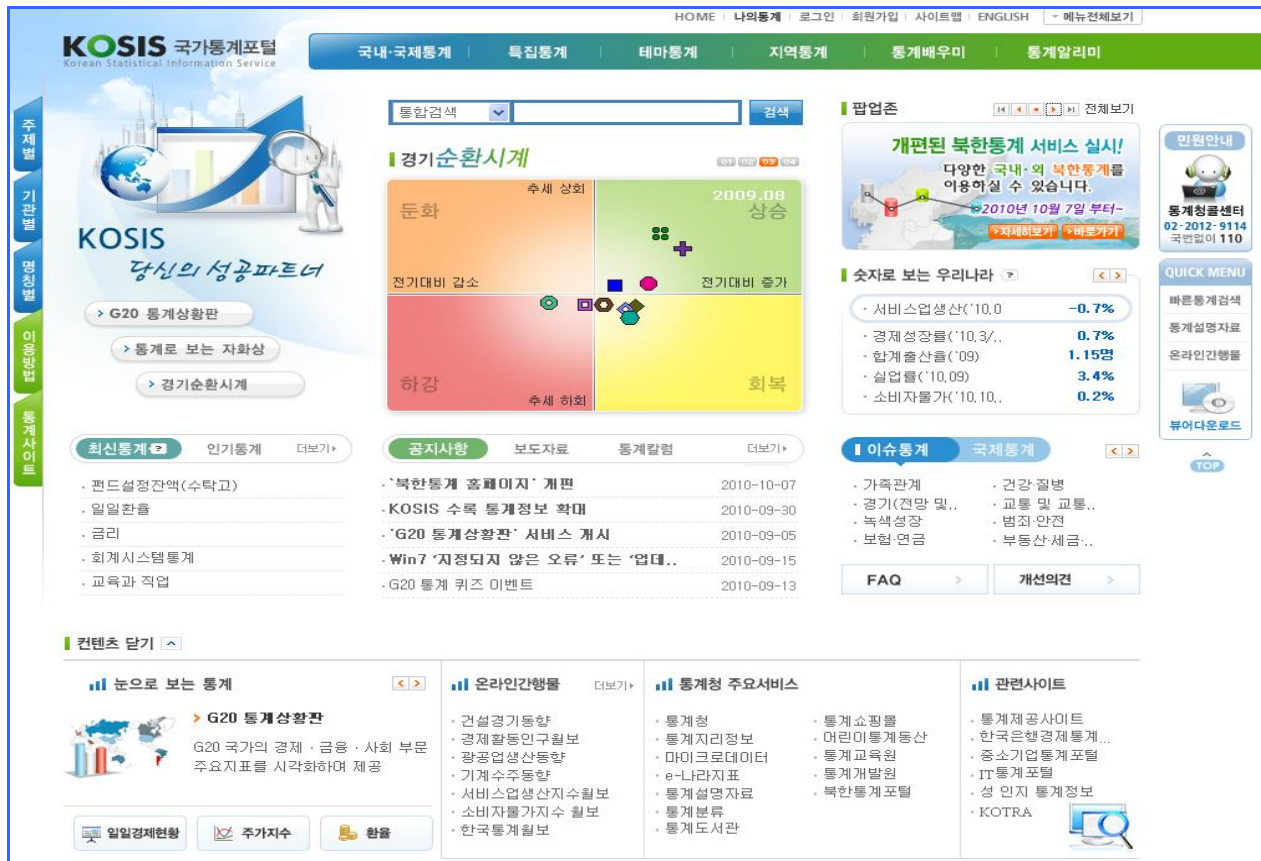 HOME 나의통계 로그인 회원가입 사이트맵 ENGLISH 메뉴전체보기
KOSIS 국가통계포털
Korean Statistical Information Service
국내·국제통계 특집통계 테마통계 지역통계 통계배우미 통계알리미
주제별
기관별
명칭별
이용방법
통계사이트
KOSIS
당신의 성공파트너
G20 통계상황판
통계로 보는 자화상
경기순환시계
통합검색 검색
경기순환시계
01 02 03 04
추세 상회
2009.08
둔화
상승
전기대비 감소
전기대비 증가
하강
회복
추세 하회
팝업존 전체보기
개편된 북한통계 서비스 실시!
다양한 국내·외 북한통계를
이용하실 수 있습니다.
2010년 10월 7일 부터~
자세히보기 바로가기
숫자로 보는 우리나라 ?
· 서비스업생산('10,0 -0.7%
· 경제성장률('10,3/.. 0.7%
· 합계출산율('09) 1.15명
· 실업률('10,09) 3.4%
· 소비자물가('10,10,. 0.2%
민원안내
통계청콜센터
02-2012-9114
국번없이 110
QUICK MENU
빠른통계검색
통계설명자료
온라인간행물
뷰어다운로드
TOP
최신통계 ? 인기통계 더보기
· 펀드설정잔액(수탁고)
· 일일환율
· 금리
· 회계시스템통계
· 교육과 직업
공지사항 보도자료 통계칼럼 더보기
· '북한통계 홈페이지' 개편 2010-10-07
· KOSIS 수록 통계정보 확대 2010-09-30
· 'G20 통계상황판' 서비스 개시 2010-09-05
· Win7 '지정되지 않은 오류' 또는 '업데.. 2010-09-15
· G20 통계 퀴즈 이벤트 2010-09-13
이슈통계 국제통계
· 가족관계 · 건강·질병
· 경기(전망 및,. · 교통 및 교통,.
· 녹색성장 · 범죄·안전
· 보험·연금 · 부동산·세금·..
FAQ 개선의견
컨텐츠 닫기
눈으로 보는 통계
G20 통계상황판
G20 국가의 경제 · 금융 · 사회 부문
주요지표를 시각화하여 제공
일일경제현황 주가지수 환율
온라인간행물 더보기
· 건설경기동향
· 경제활동인구월보
· 광공업생산동향
· 기계수주동향
· 서비스업생산지수월보
· 소비자물가지수 월보
· 한국통계월보
통계청 주요서비스
· 통계청
· 통계지리정보
· 마이크로데이터
· e-나라지표
· 통계설명자료
· 통계분류
· 통계도서관
· 통계쇼핑몰
· 어린이통계동산
· 통계교육원
· 통계개발원
· 북한통계포털
관련사이트
· 통계제공사이트
· 한국은행경제통계...
· 중소기업통계포털
· IT통계포털
· 성 인지 통계정보
· KOTRA